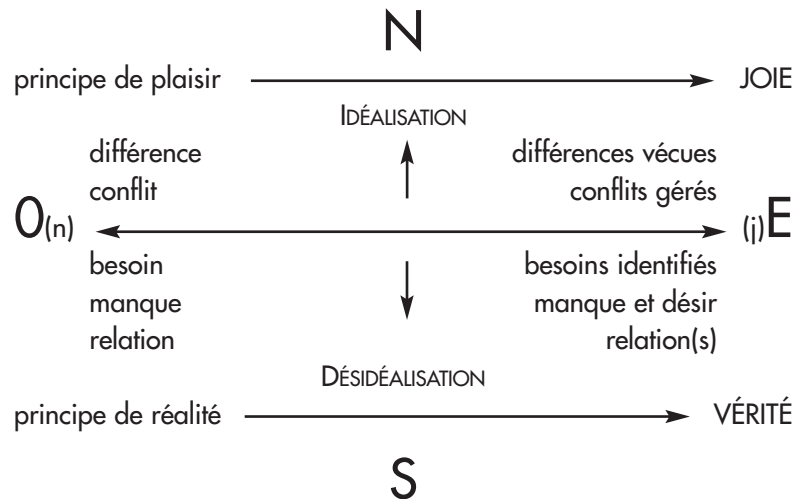 N
principe de plaisir JOIE
IDÉALISATION
différence différences vécues
conflit conflits gérés
O(n) (j)E
besoin besoins identifiés
manque manque et désir
relation relation(s)
DÉSIDÉALISATION
principe de réalité VÉRITÉ
S